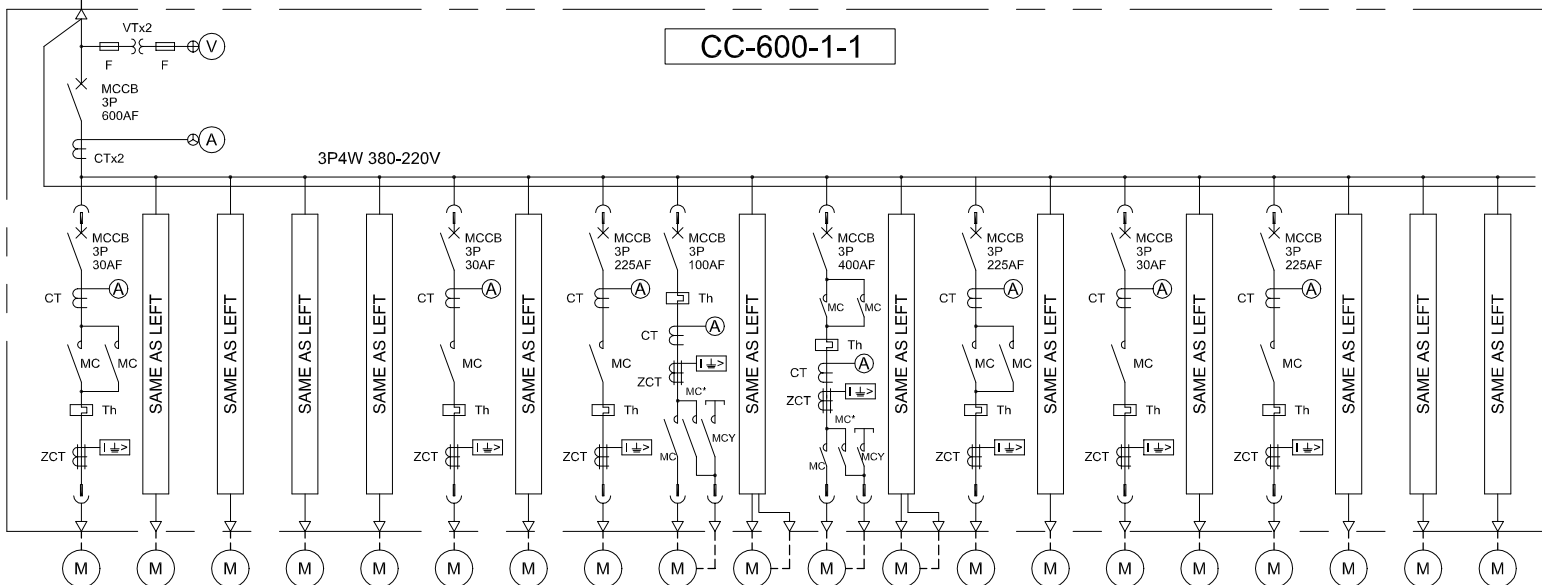 VTx2
V
F
F
CC-600-1-1
MCCB
3P
600AF
A
CTx2
3P4W 380-220V
MCCB
3P
30AF
CT
A
MC
MC
Th
ZCT
I >
SAME AS LEFT
SAME AS LEFT
SAME AS LEFT
SAME AS LEFT
MCCB
3P
30AF
CT
A
MC
Th
ZCT
I >
SAME AS LEFT
MCCB
3P
225AF
CT
A
MC
Th
ZCT
I >
MCCB
3P
100AF
Th
CT
A
ZCT
I >
MC*
MC
MCY
SAME AS LEFT
MCCB
3P
400AF
MC
MC
Th
CT
A
ZCT
I >
MC*
MC
MCY
SAME AS LEFT
MCCB
3P
225AF
CT
A
MC
MC
Th
ZCT
I >
SAME AS LEFT
MCCB
3P
30AF
CT
A
MC
Th
ZCT
I >
SAME AS LEFT
MCCB
3P
225AF
CT
A
MC
Th
ZCT
I >
SAME AS LEFT
SAME AS LEFT
SAME AS LEFT
M M M M M M M M M M M M M M M M M M M M